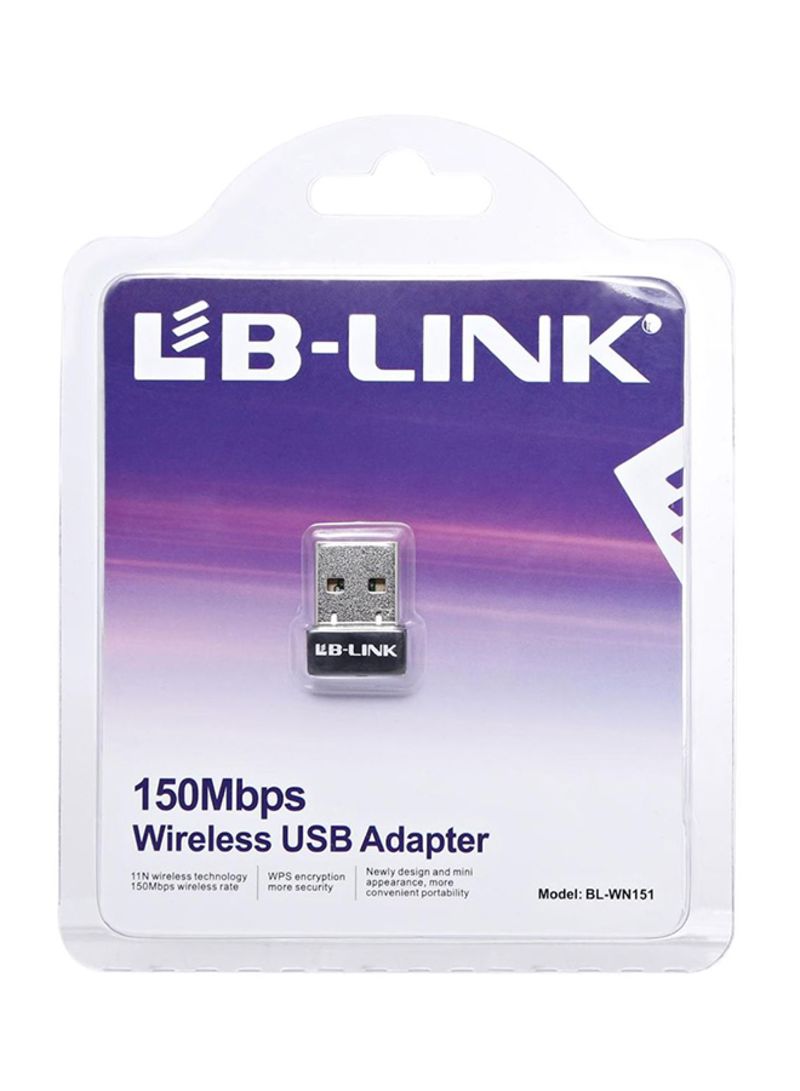 LB-LINK
LB-LINK
150Mbps
Wireless USB Adapter
11N wireless technology
150Mbps wireless rate
WPS encryption
more security
Newly design and mini
appearance, more
convenient portability
Model: BL-WN151